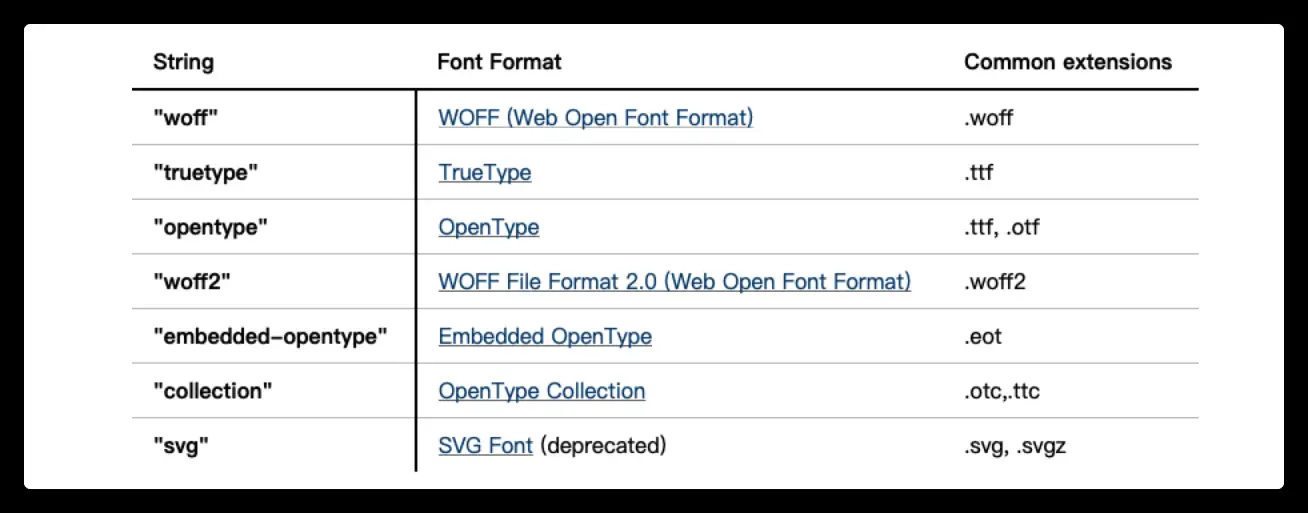 String Font Format Common extensions
"woff" WOFF (Web Open Font Format) .woff
"truetype" TrueType .ttf
"opentype" OpenType .ttf, .otf
"woff2" WOFF File Format 2.0 (Web Open Font Format) .woff2
"embedded-opentype" Embedded OpenType .eot
"collection" OpenType Collection .otc,.ttc
"svg" SVG Font (deprecated) .svg, .svgz